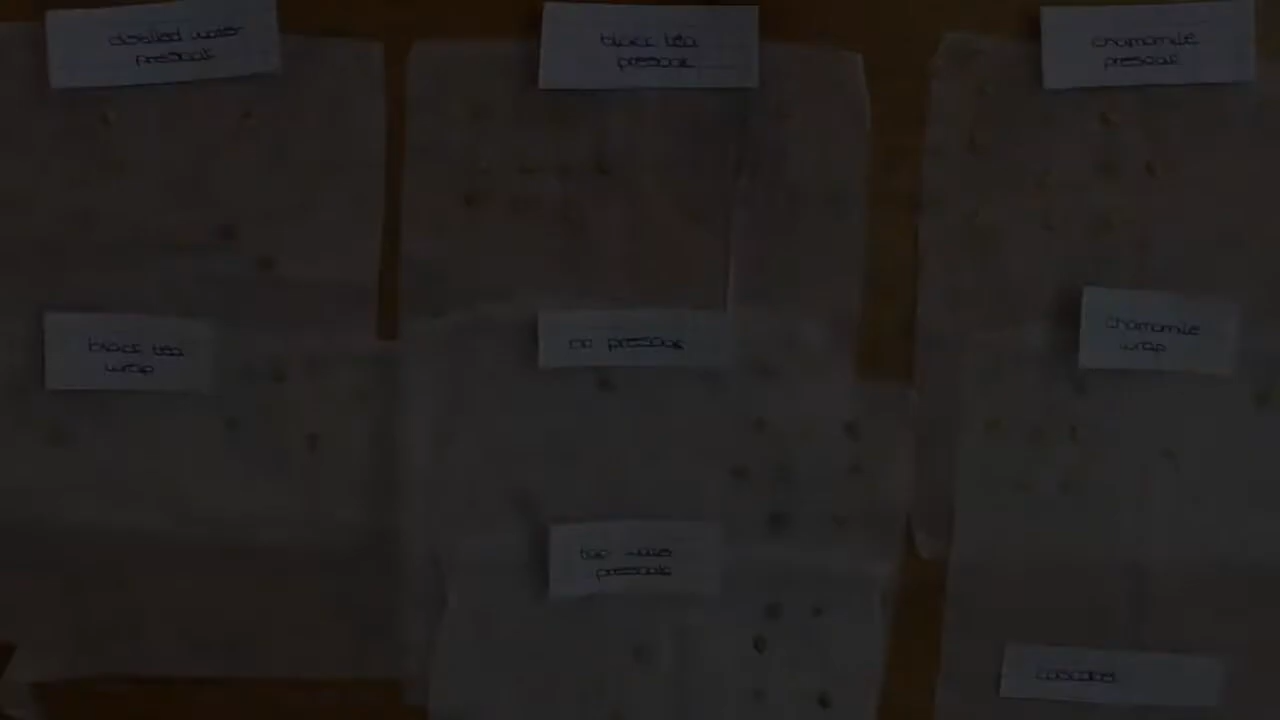 distilled water
presoak
black tea
presoak
chamomile
presoak
black tea
wrap
no presoak
chamomile
wrap
tap water
presoak